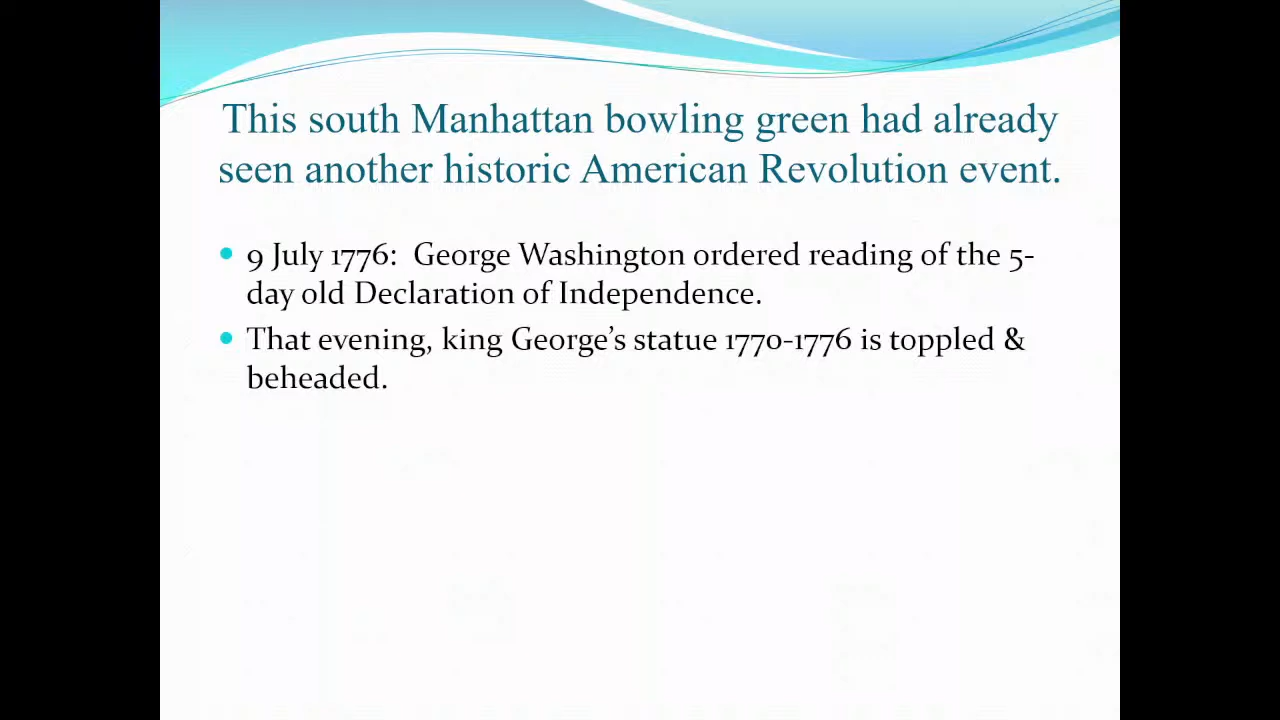 This south Manhattan bowling green had already
seen another historic American Revolution event.
• 9 July 1776:  George Washington ordered reading of the 5-
day old Declaration of Independence.
• That evening, king George’s statue 1770-1776 is toppled &
beheaded.